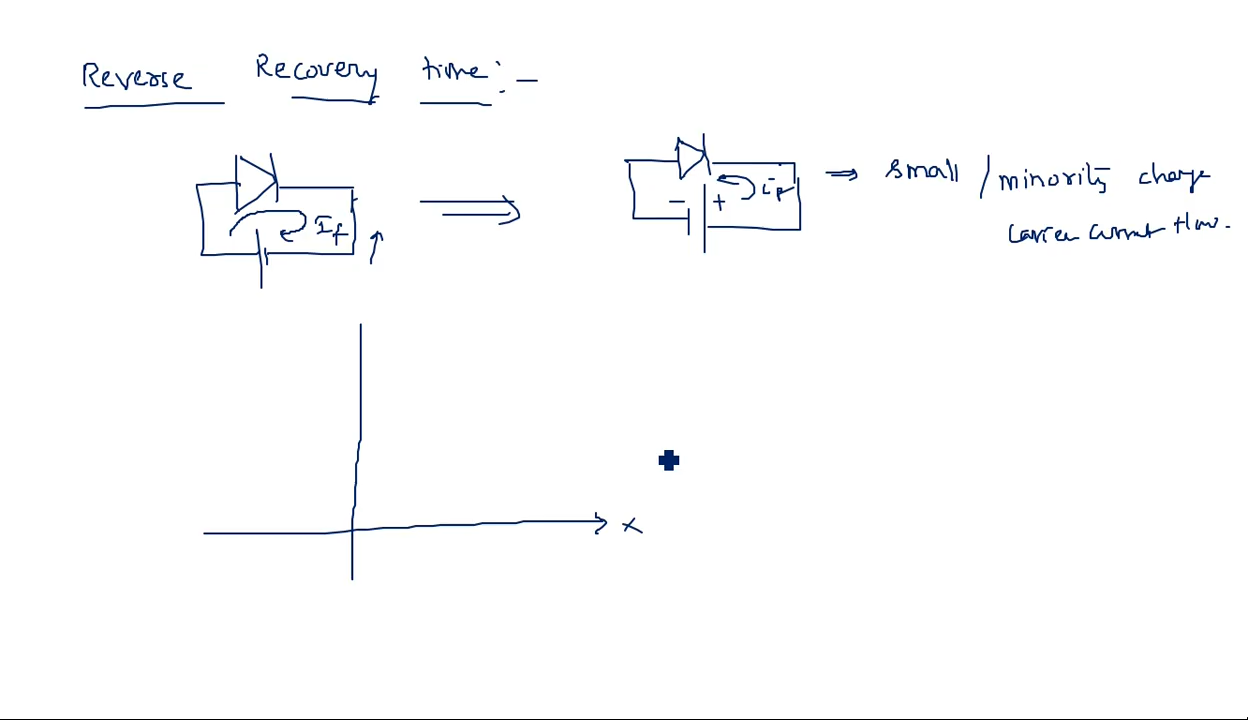 Reverse Recovery time:-
If
- + ir
⇒ small / minority charge
carrier current flow.
x